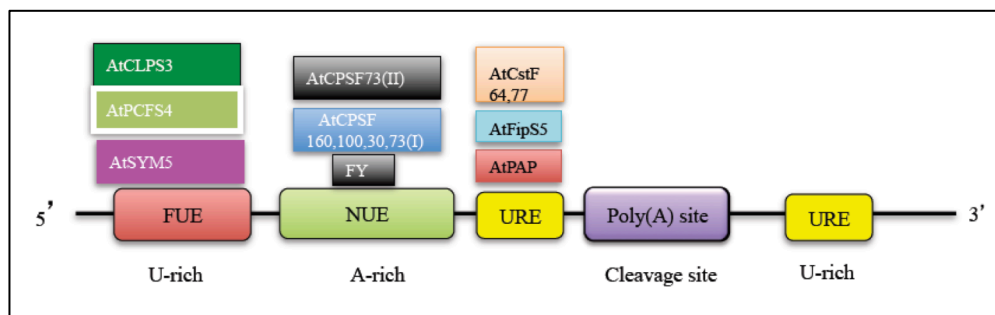 AtCLPS3
AtPCFS4
AtSYM5
AtCPSF73(II)
AtCPSF
160,100,30,73(I)
FY
AtCstF
64,77
AtFipS5
AtPAP
5’
FUE
NUE
URE
Poly(A) site
URE
3’
U-rich
A-rich
Cleavage site
U-rich